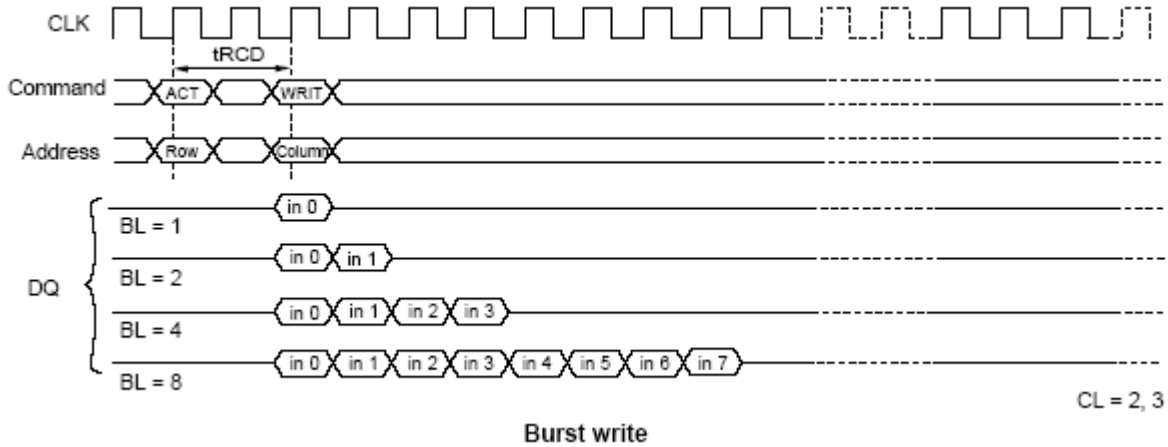 CLK
tRCD
Command ACT WRIT
Address Row Column
in 0
BL = 1
in 0 in 1
BL = 2
DQ
in 0 in 1 in 2 in 3
BL = 4
in 0 in 1 in 2 in 3 in 4 in 5 in 6 in 7
BL = 8
CL = 2, 3
Burst write